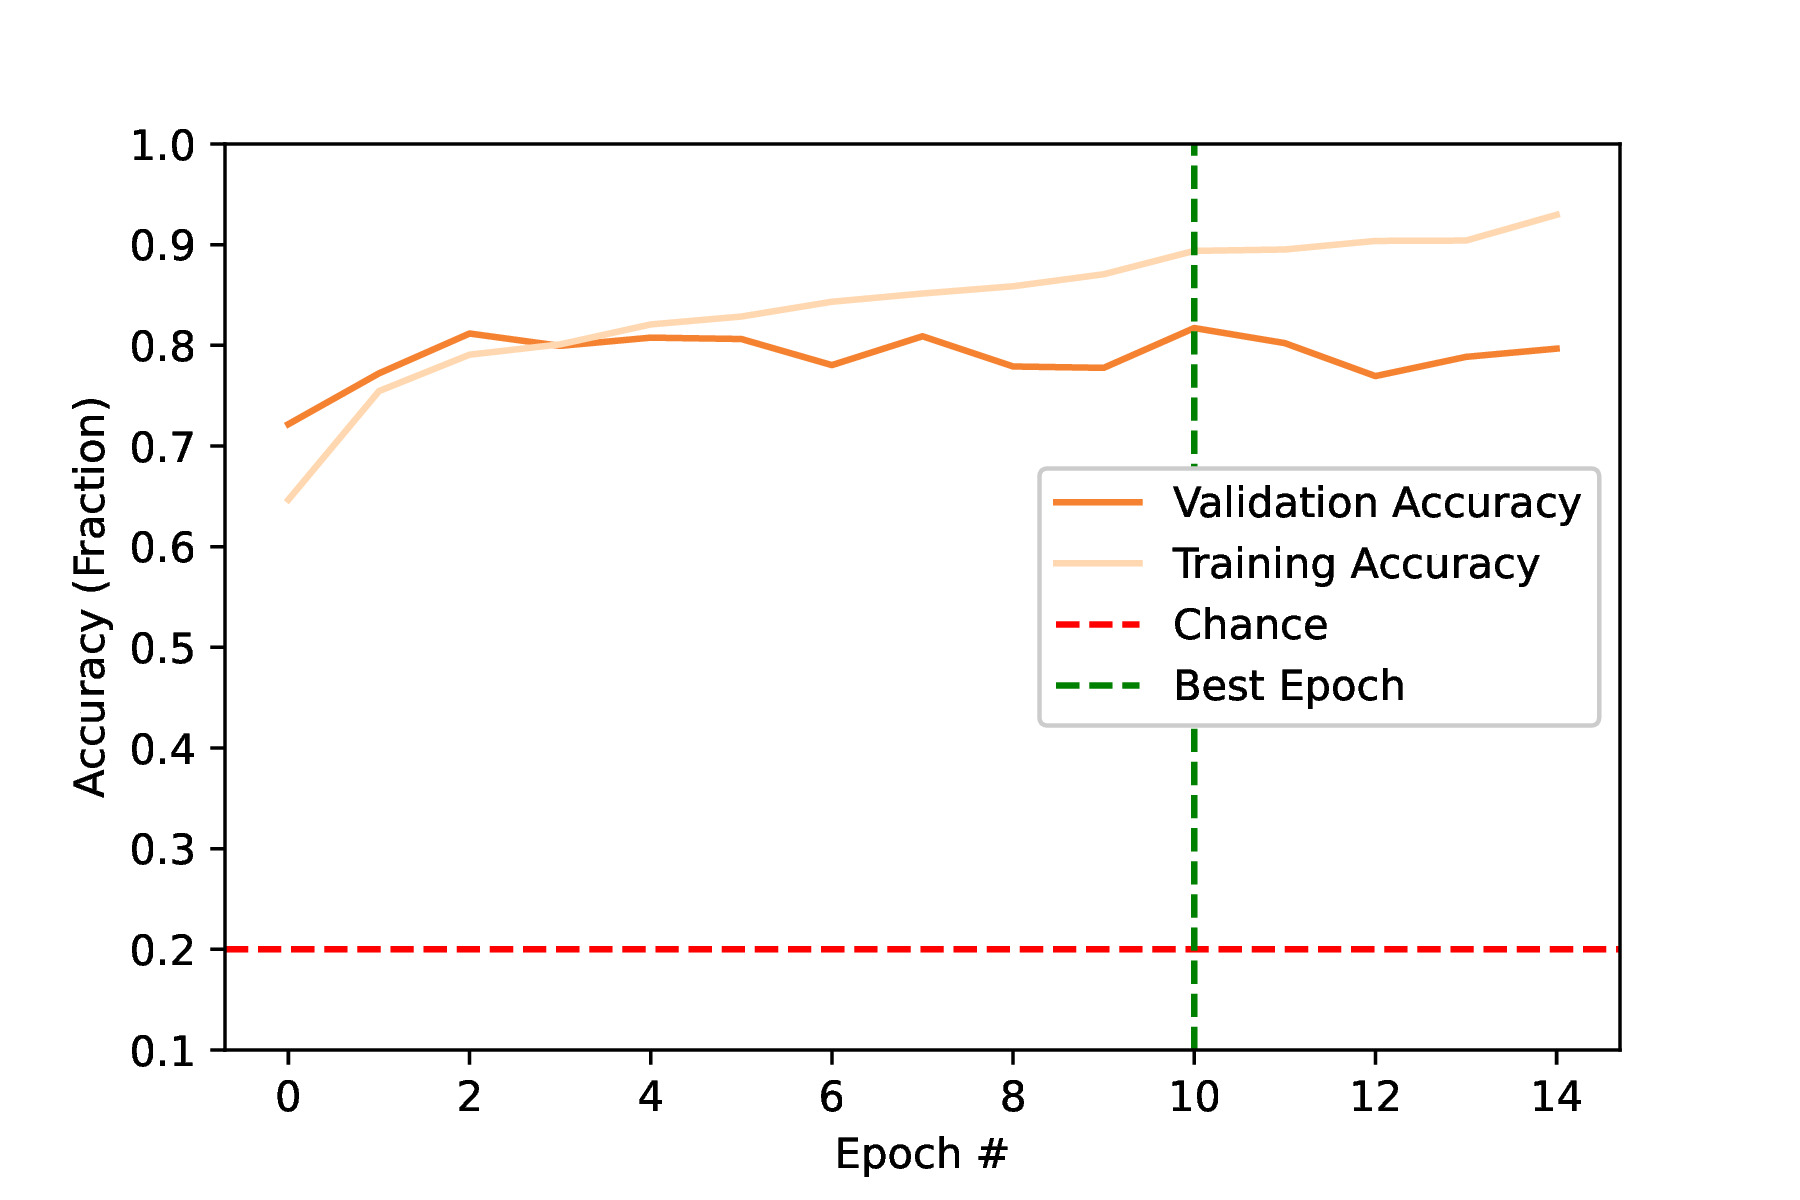 1.0
0.9
0.8
0.7
0.6
0.5
0.4
0.3
0.2
0.1
Accuracy (Fraction)
Validation Accuracy
Training Accuracy
Chance
Best Epoch
0 2 4 6 8 10 12 14
Epoch #